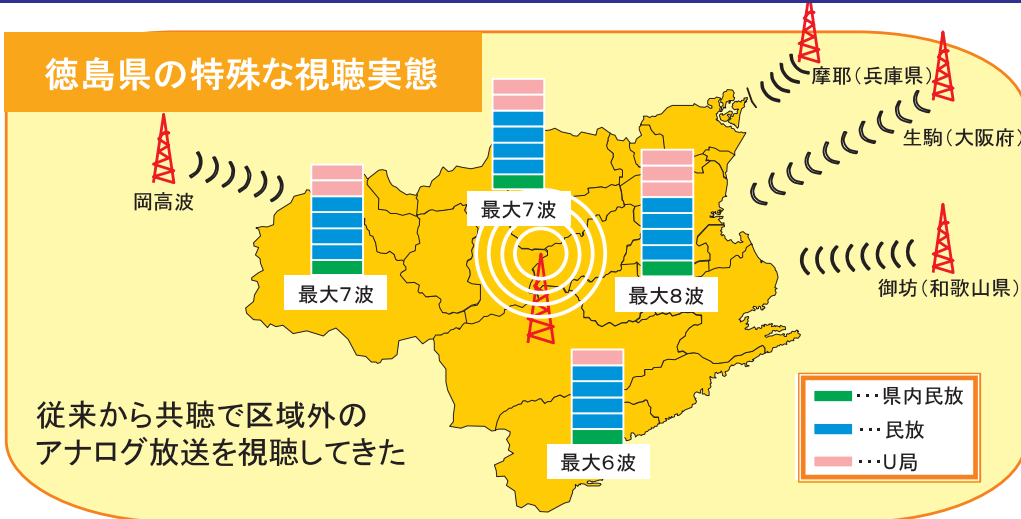 徳島県の特殊な視聴実態
摩耶(兵庫県)
生駒(大阪府)
岡高波
最大7波
最大7波
最大8波
御坊(和歌山県)
最大6波
従来から共聴で区域外の
アナログ放送を視聴してきた
…県内民放
…民放
…U局